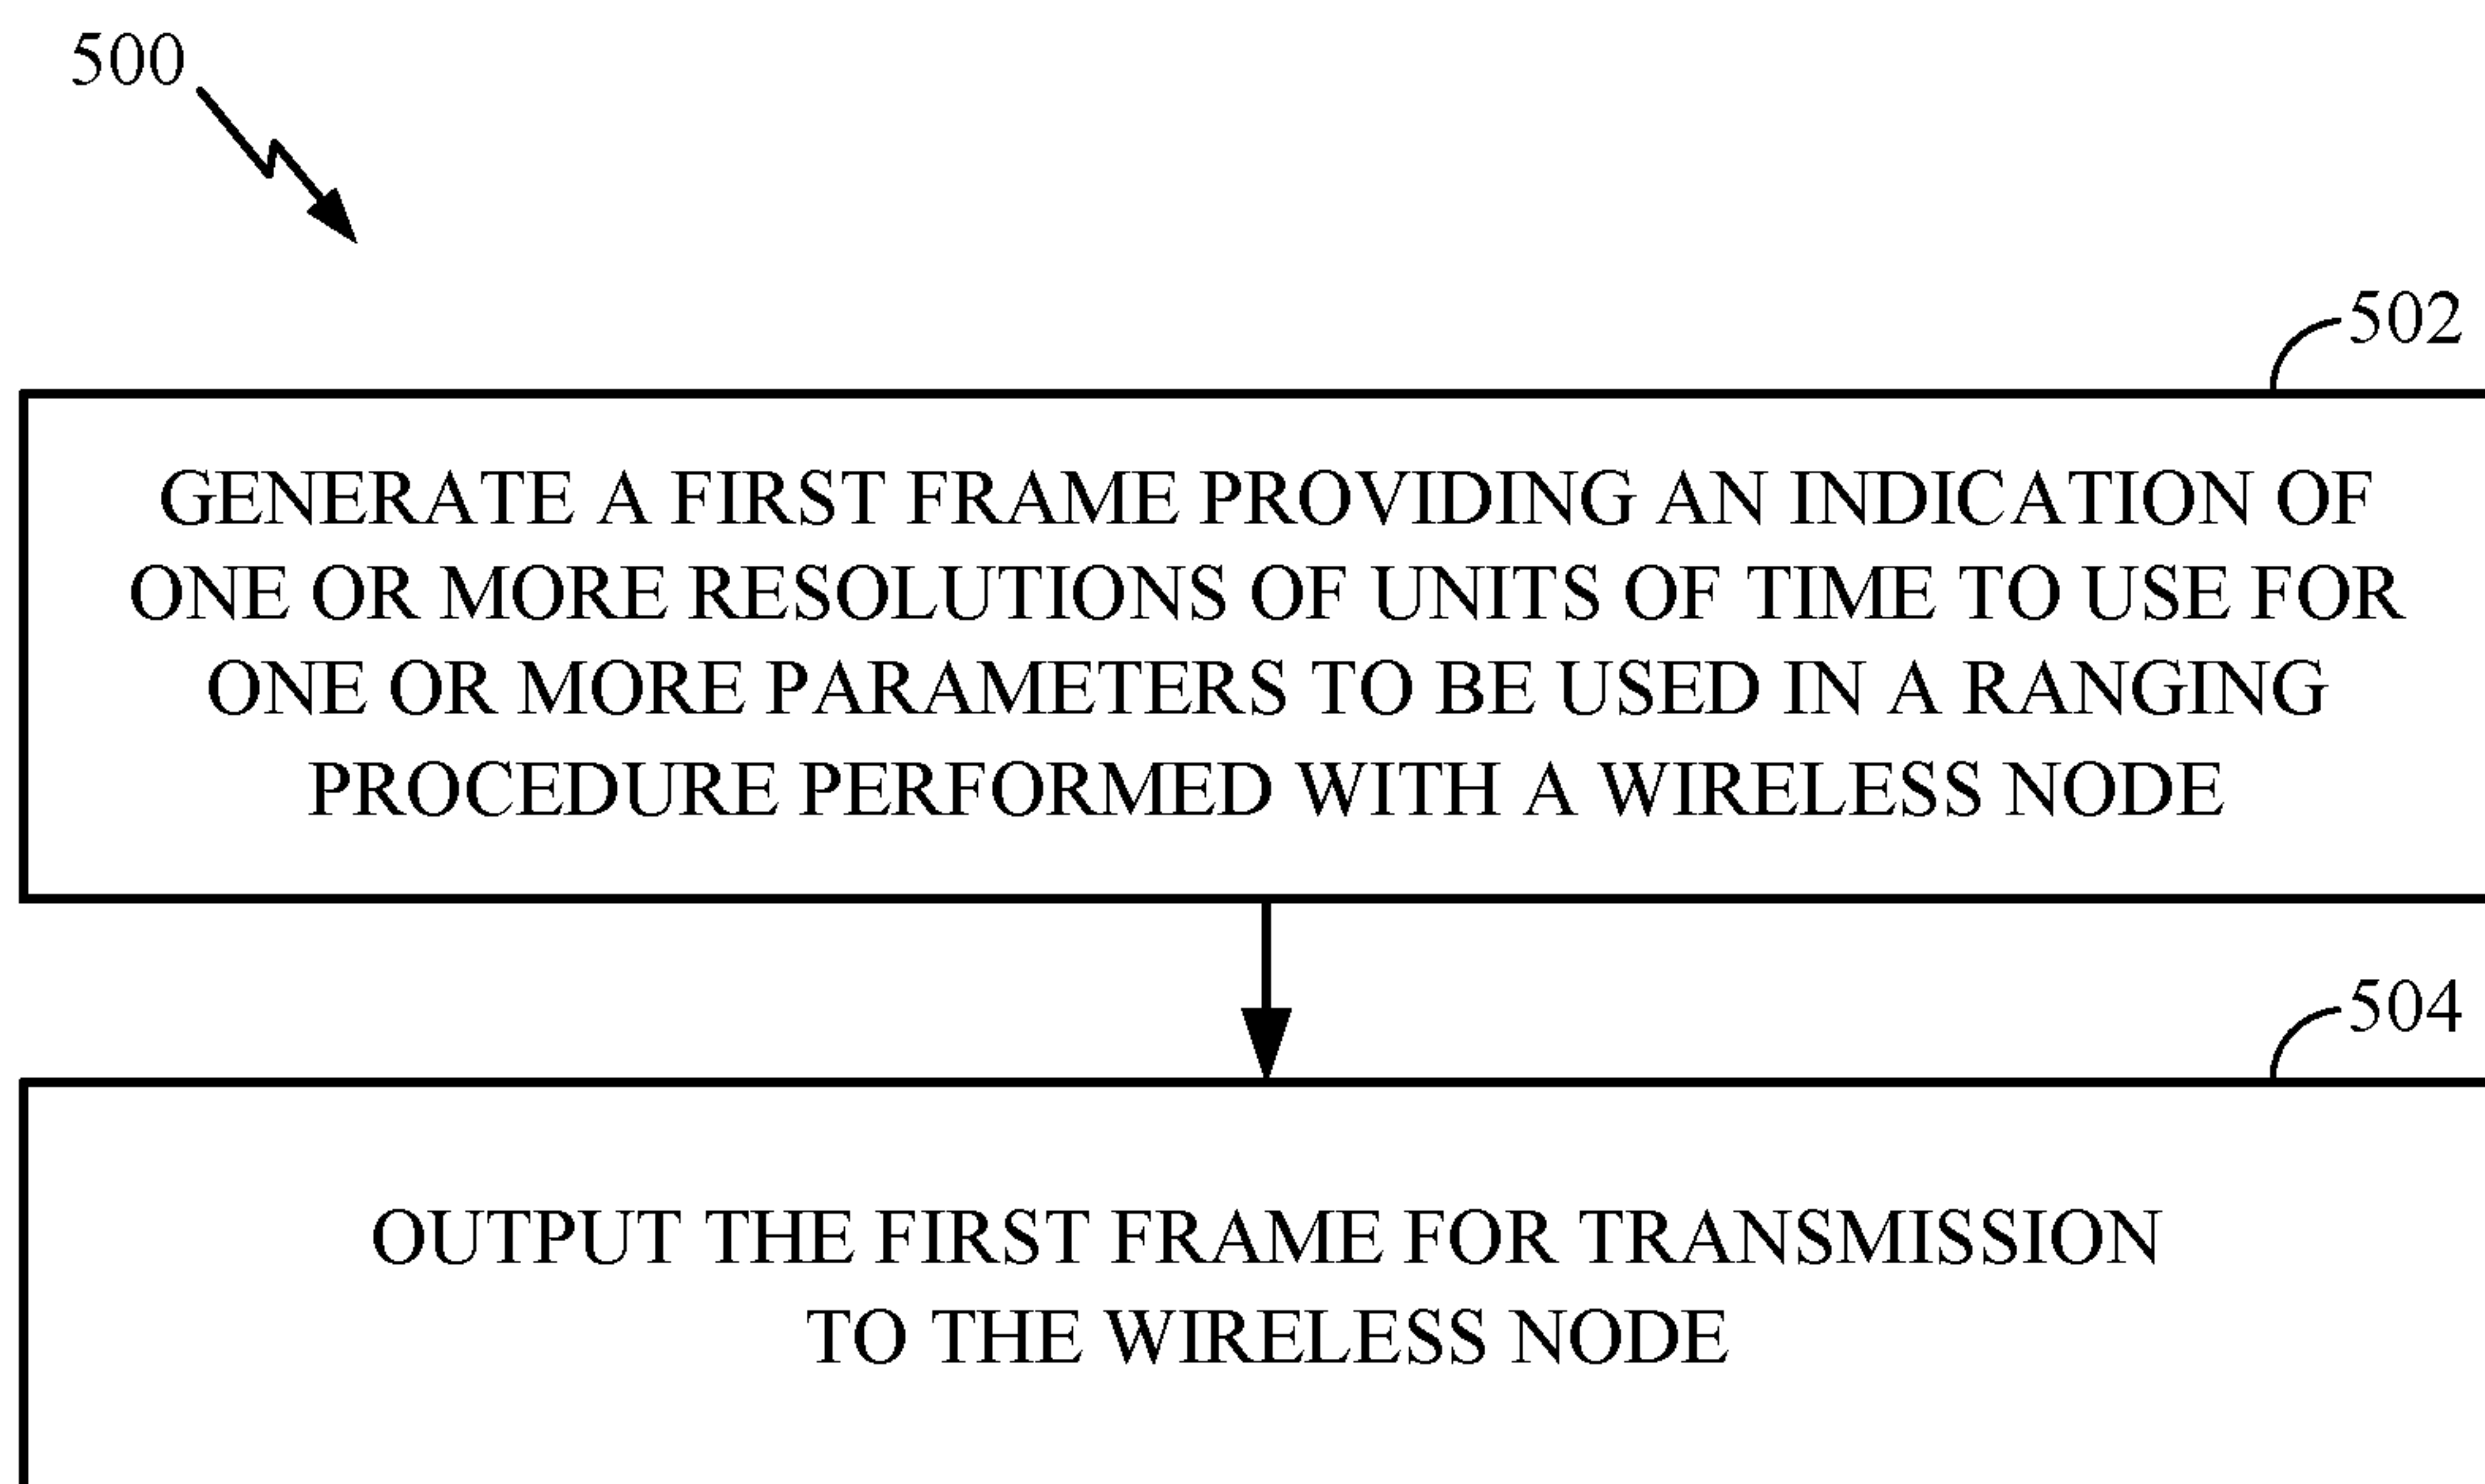 500
502
GENERATE A FIRST FRAME PROVIDING AN INDICATION OF
ONE OR MORE RESOLUTIONS OF UNITS OF TIME TO USE FOR
ONE OR MORE PARAMETERS TO BE USED IN A RANGING
PROCEDURE PERFORMED WITH A WIRELESS NODE
504
OUTPUT THE FIRST FRAME FOR TRANSMISSION
TO THE WIRELESS NODE